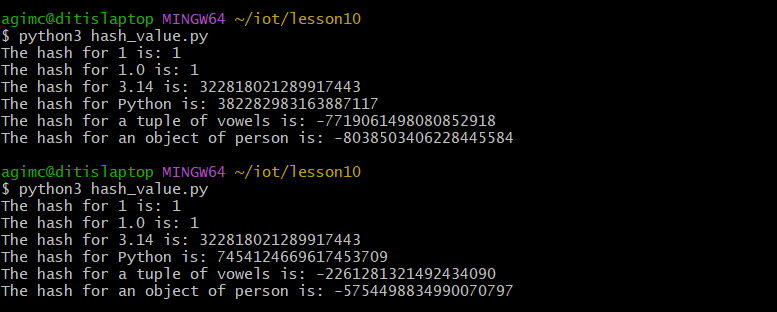 agimc@ditislaptop MINGW64 ~/iot/lesson10
$ python3 hash_value.py
The hash for 1 is: 1
The hash for 1.0 is: 1
The hash for 3.14 is: 322818021289917443
The hash for Python is: 382282983163887117
The hash for a tuple of vowels is: -7719061498080852918
The hash for an object of person is: -8038503406228445584
agimc@ditislaptop MINGW64 ~/iot/lesson10
$ python3 hash_value.py
The hash for 1 is: 1
The hash for 1.0 is: 1
The hash for 3.14 is: 322818021289917443
The hash for Python is: 7454124669617453709
The hash for a tuple of vowels is: -2261281321492434090
The hash for an object of person is: -5754498834990070797